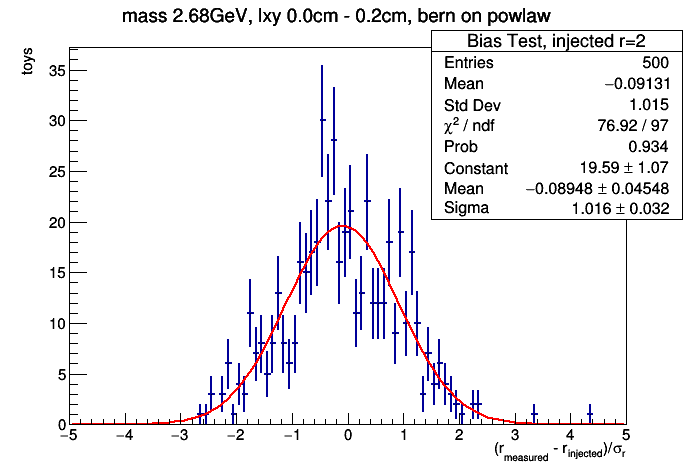 mass 2.68GeV, lxy 0.0cm - 0.2cm, bern on powlaw
Bias Test, injected r=2
Entries 500
Mean −0.09131
Std Dev 1.015
χ² / ndf 76.92 / 97
Prob 0.934
Constant 19.59 ± 1.07
Mean −0.08948 ± 0.04548
Sigma 1.016 ± 0.032
toys
35
30
25
20
15
10
5
0
−5 −4 −3 −2 −1 0 1 2 3 4 5
(r_measured - r_injected)/σ_r